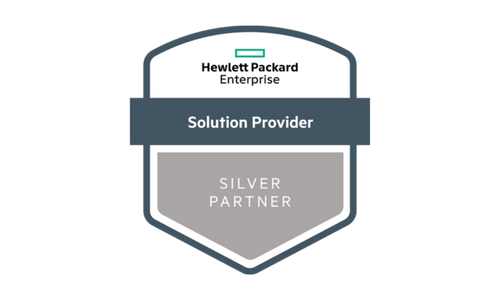 Hewlett Packard
Enterprise
Solution Provider
SILVER
PARTNER